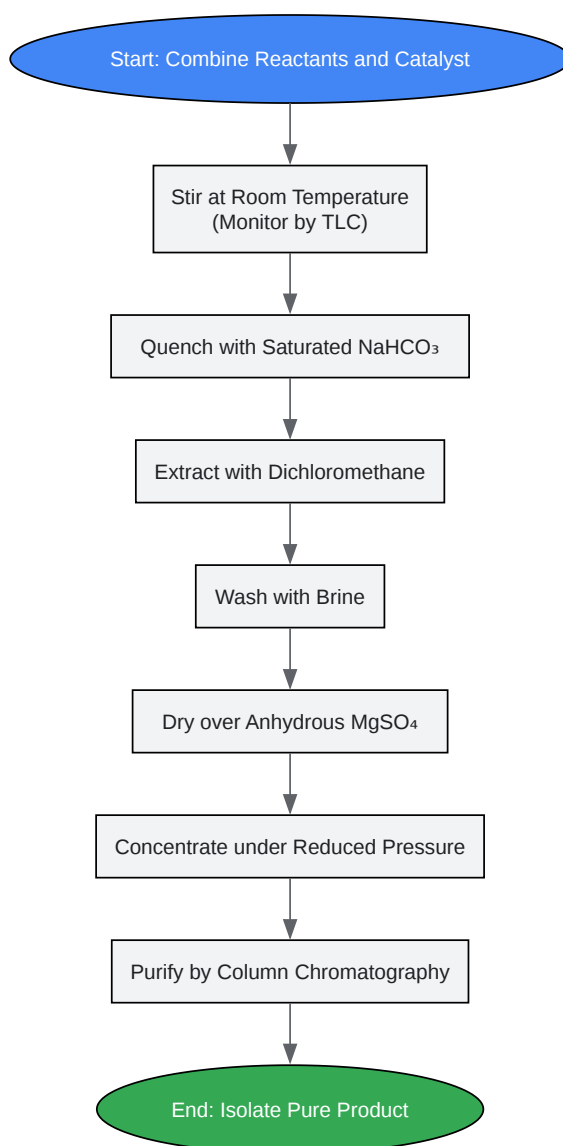 Start: Combine Reactants and Catalyst
Stir at Room Temperature
(Monitor by TLC)
Quench with Saturated NaHCO₃
Extract with Dichloromethane
Wash with Brine
Dry over Anhydrous MgSO₄
Concentrate under Reduced Pressure
Purify by Column Chromatography
End: Isolate Pure Product